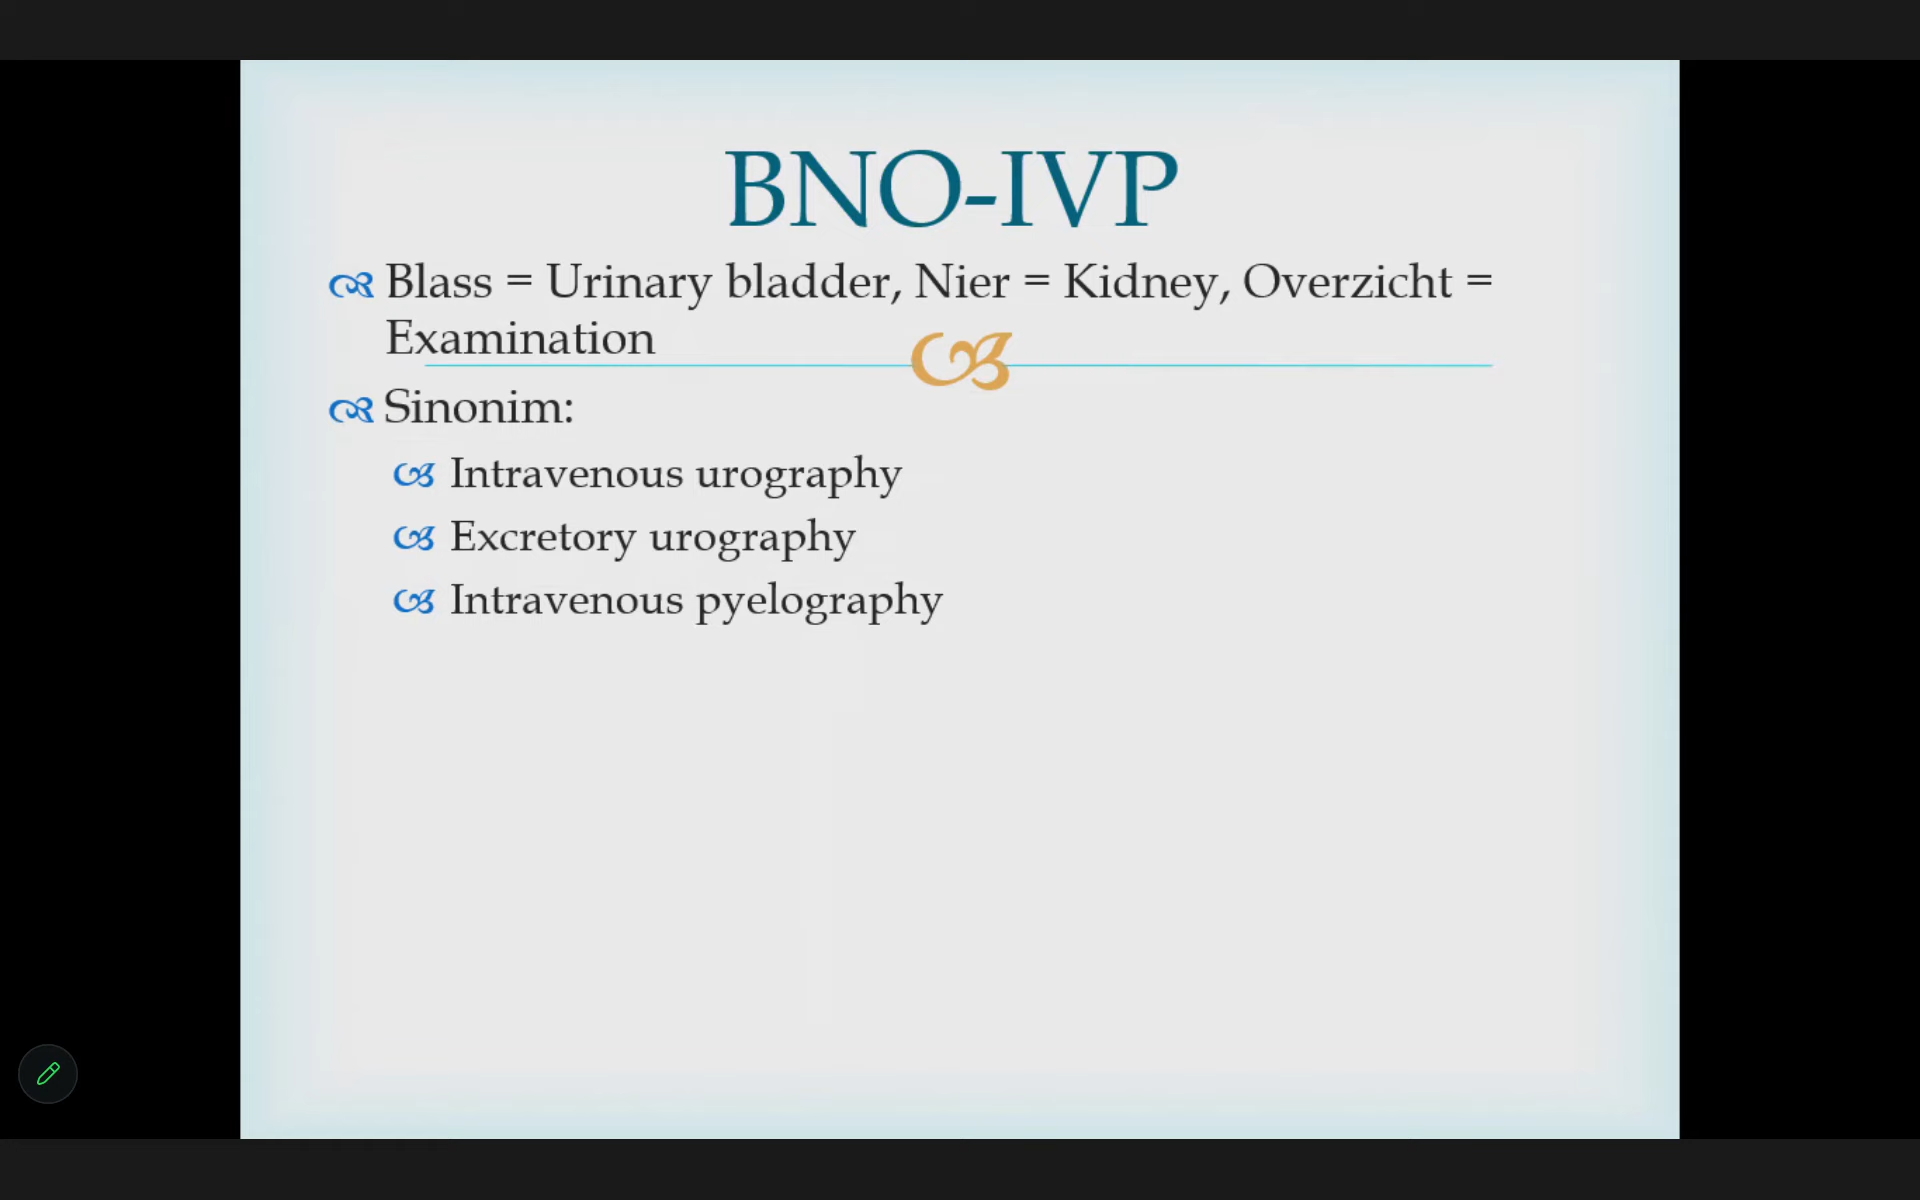 BNO-IVP
Blass = Urinary bladder, Nier = Kidney, Overzicht =
Examination
Sinonim:
Intravenous urography
Excretory urography
Intravenous pyelography